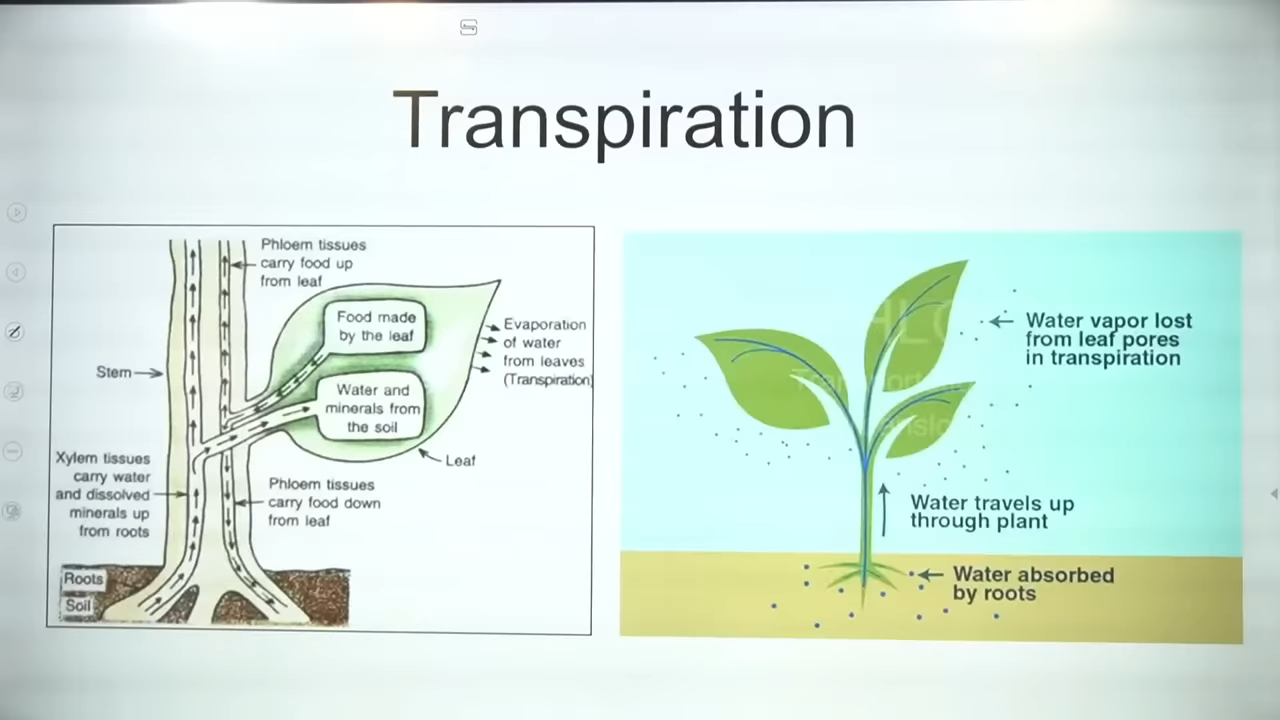 Transpiration
Phloem tissues
carry food up
from leaf
Food made
by the leaf
Evaporation
of water
from leaves
(Transpiration)
Stem
Water and
minerals from
the soil
Leaf
Xylem tissues
carry water
and dissolved
minerals up
from roots
Phloem tissues
carry food down
from leaf
Roots
Soil
Water vapor lost
from leaf pores
in transpiration
Water travels up
through plant
Water absorbed
by roots